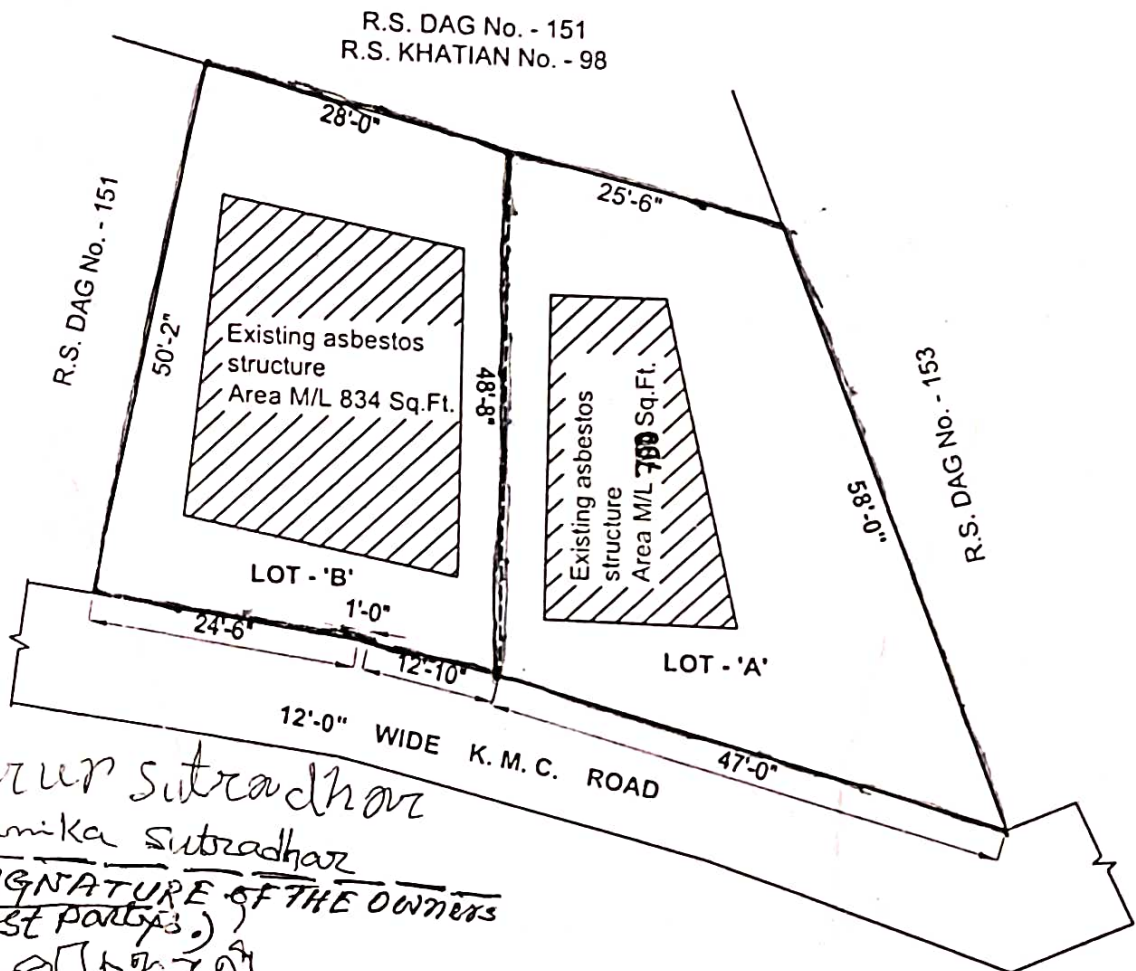 R.S. DAG No. - 151
R.S. KHATIAN No. - 98
28'-0"
25'-6"
R.S. DAG No. - 151
50'-2"
Existing asbestos
structure
Area M/L 834 Sq.Ft.
48'-8"
Existing asbestos
structure
Area M/L Sq.Ft.
58'-0"
R.S. DAG No. - 153
LOT - 'B'
1'-0"
24'-6"
12'-10"
LOT - 'A'
12'-0" WIDE K. M. C. ROAD
47'-0"
sutradhar
sutradhar
OF THE OWNERS